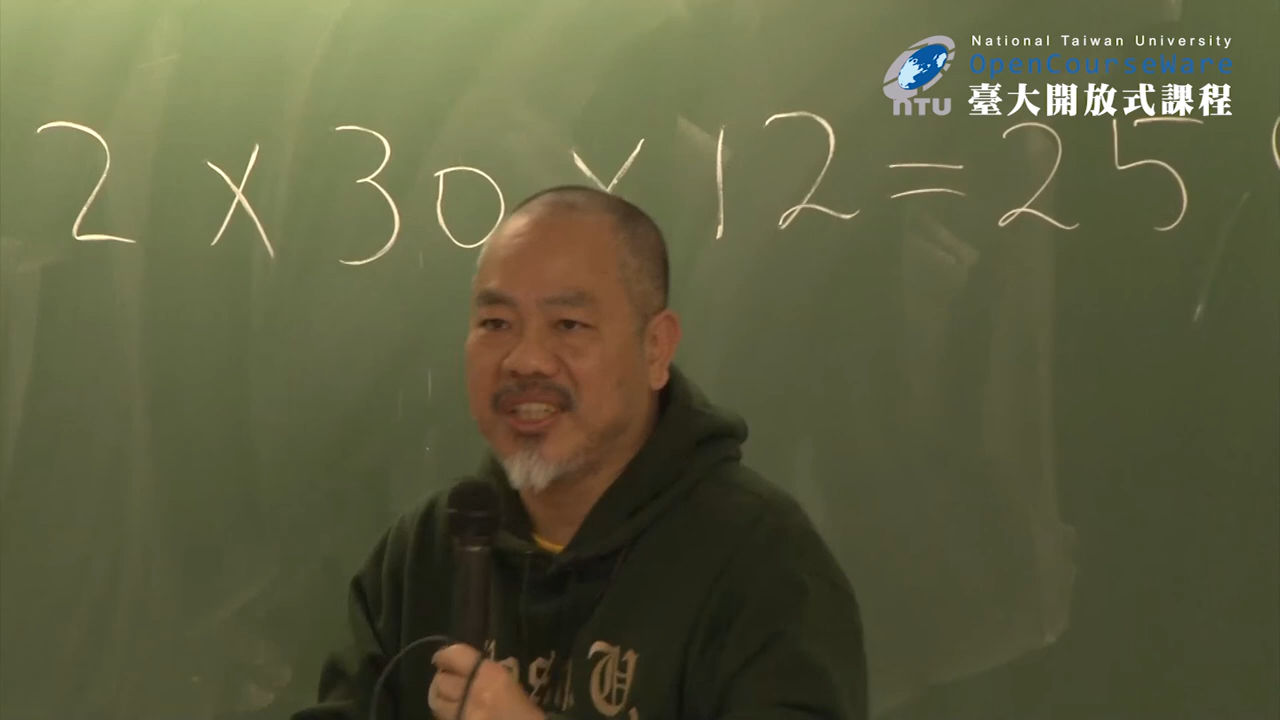 National Taiwan University
OpenCourseWare
臺大開放式課程
NTU
2 x 30 x 12 = 25
U